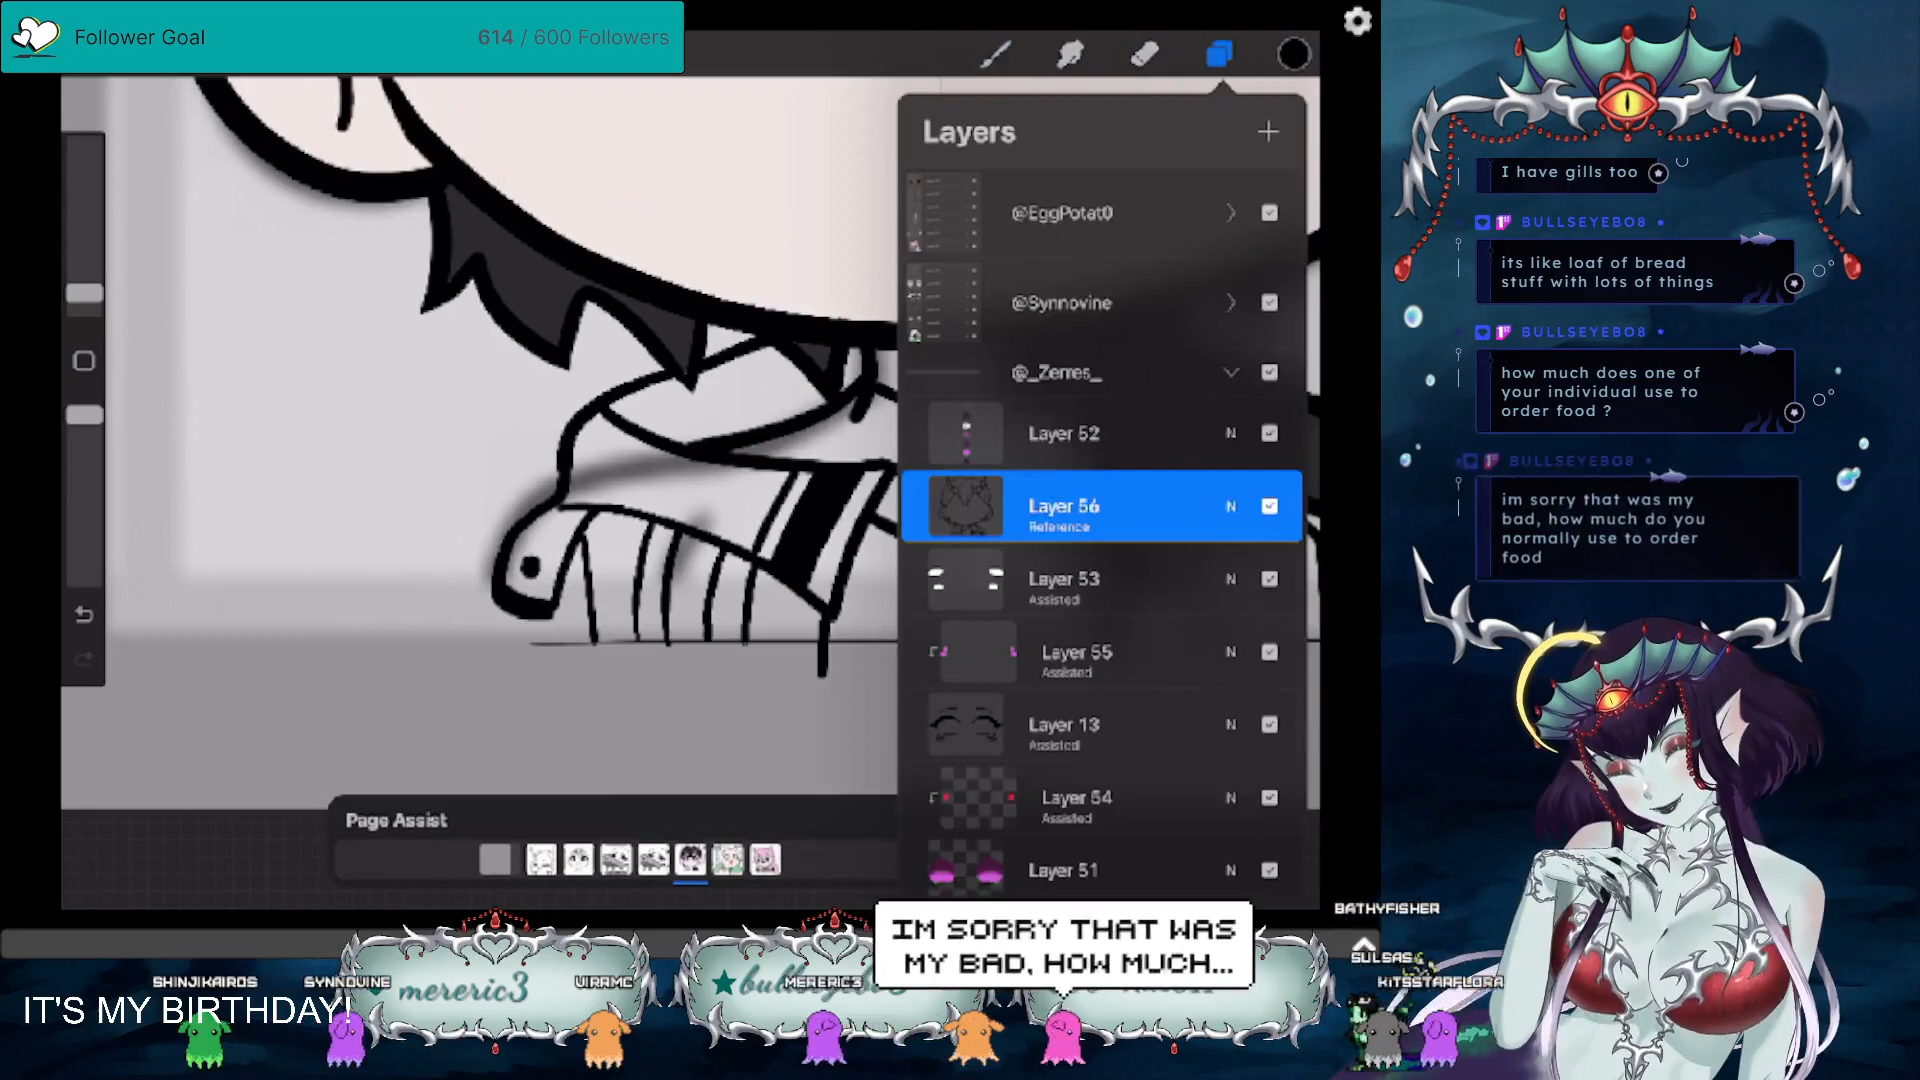 Follower Goal
614 / 600 Followers
Layers
@EggPotat0
@Synnovine
@_Zerres_
Layer 52
N
Layer 56
N
Reference
Layer 53
N
Assisted
Layer 55
N
Assisted
Layer 13
N
Assisted
Layer 54
N
Assisted
Layer 51
N
Page Assist
I have gills too
BULLSEYEBO8
its like loaf of bread
stuff with lots of things
BULLSEYEBO8
how much does one of
your individual use to
order food ?
BULLSEYEBO8
im sorry that was my
bad, how much do you
normally use to order
food
IM SORRY THAT WAS
MY BAD, HOW MUCH...
BATHYFISHER
SULSAS
KITSSTARFLORA
SHINJIKAIROS
SYNNOVINE
mereric3
VIRAMC
MERERIC3
IT'S MY BIRTHDAY!